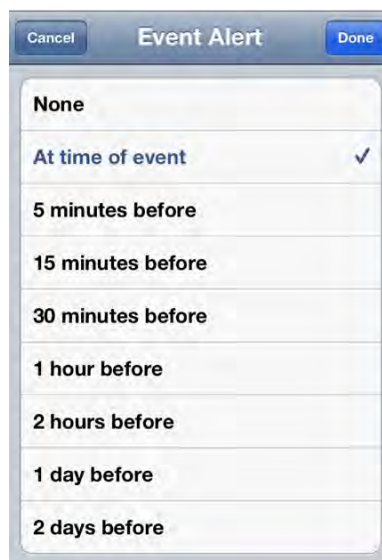 Cancel Event Alert Done
None
At time of event
5 minutes before
15 minutes before
30 minutes before
1 hour before
2 hours before
1 day before
2 days before